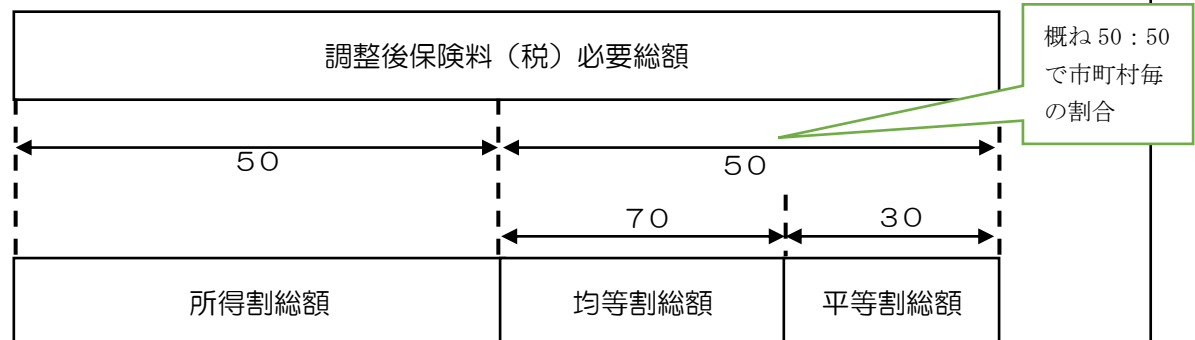 調整後保険料（税）必要総額
概ね 50：50
で市町村毎
の割合
５０
５０
７０
３０
所得割総額
均等割総額
平等割総額